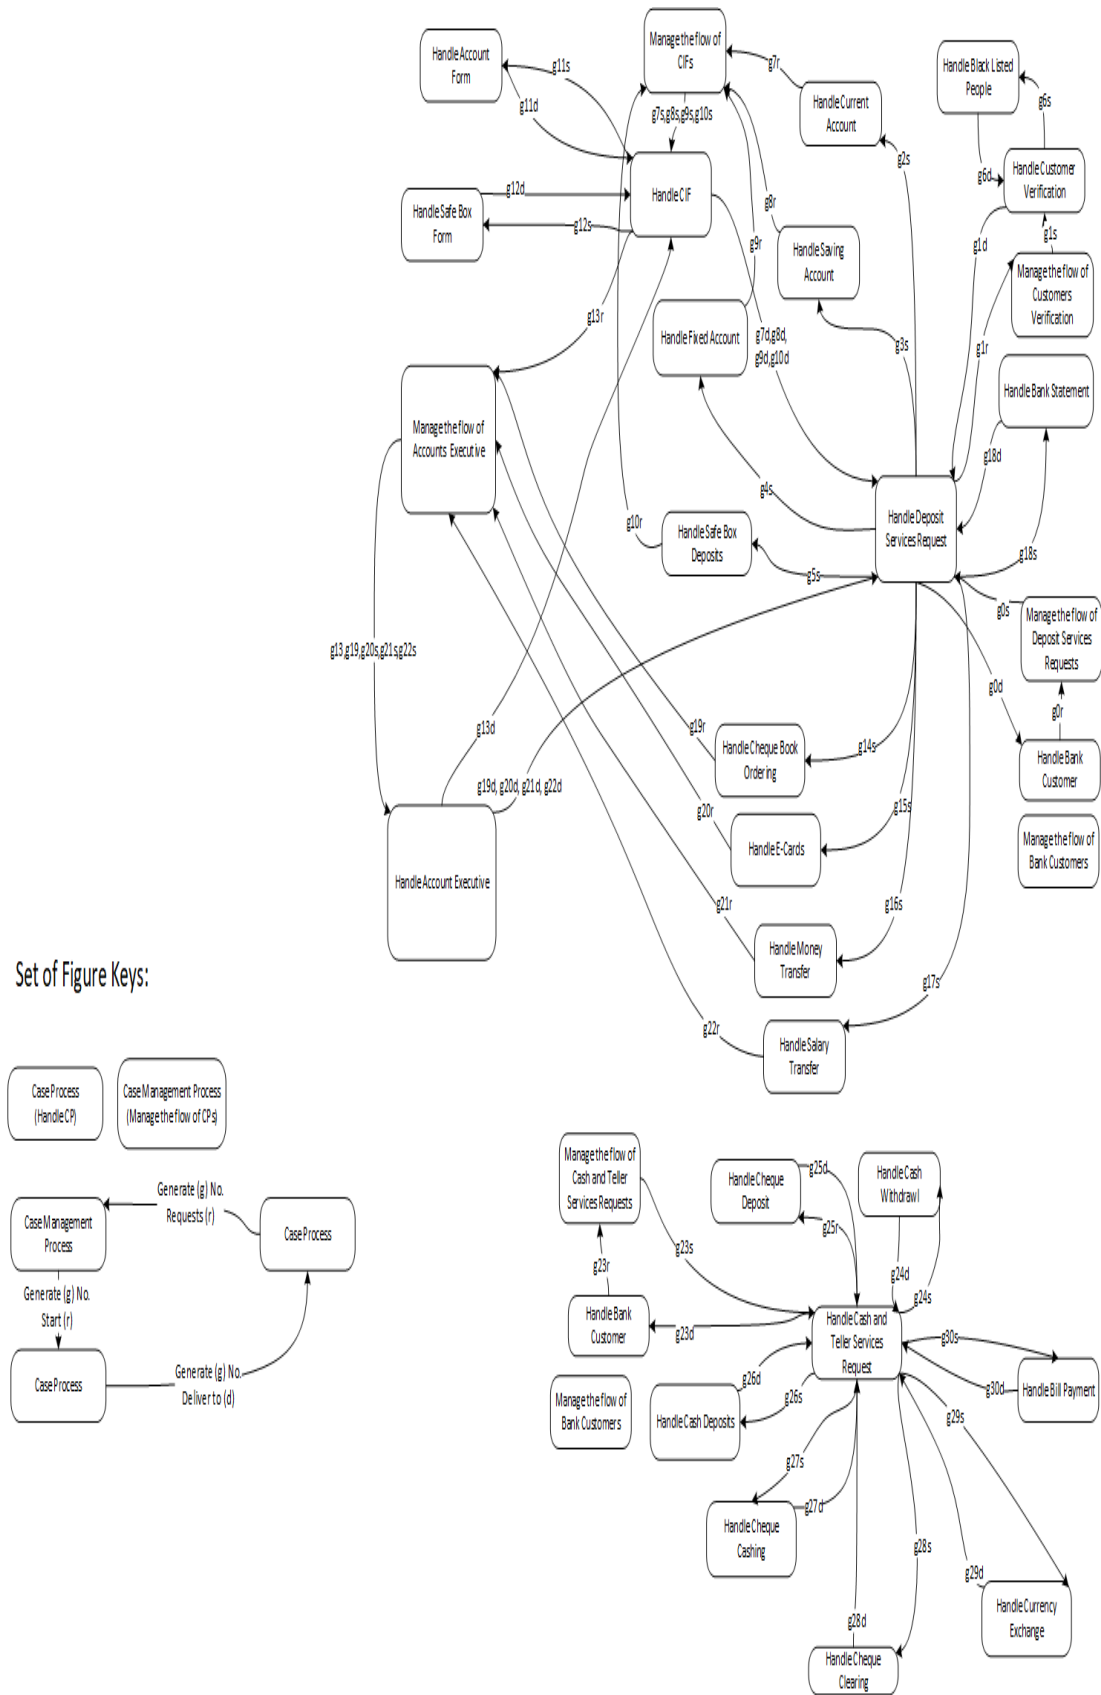 Handle Account
Form
g11s
g11d
Manage the flow of
CIFs
g7r
Handle Current
Account
Handle Black Listed
People
g6s
g6d
Handle Customer
Verification
g7s,g8s,g9s,g10s
g2s
Handle Safe Box
Form
g12d
g12s
Handle CIF
g8r
g9r
g1d
g1s
Handle Saving
Account
Manage the flow of
Customers
Verification
g13r
Handle Fixed Account
g7d,g8d,
g9d,g10d
g3s
g1r
Handle Bank Statement
Manage the flow of
Accounts Executive
g18d
g4s
g10r
Handle Safe Box
Deposits
g5s
Handle Deposit
Services Request
g18s
g0s
Manage the flow of
Deposit Services
Requests
g13,g19,g20s,g21s,g22s
g0d
g0r
g13d
g19r
Handle Cheque Book
Ordering
g14s
Handle Bank
Customer
g19d, g20d, g21d, g22d
g20r
g15s
Handle E-Cards
Manage the flow of
Bank Customers
Handle Account Executive
g21r
g16s
Handle Money
Transfer
g17s
g22r
Handle Salary
Transfer
Set of Figure Keys:
Case Process
(Handle CP)
Case Management Process
(Manage the flow of CPs)
Generate (g) No.
Requests (r)
Case Management
Process
Case Process
Generate (g) No.
Start (r)
Case Process
Generate (g) No.
Deliver to (d)
Manage the flow of
Cash and Teller
Services Requests
Handle Cheque
Deposit
g25d
g25r
Handle Cash
Withdrawl
g23s
g23r
g24d
g24s
Handle Bank
Customer
g23d
Handle Cash and
Teller Services
Request
g30s
g30d
Handle Bill Payment
Manage the flow of
Bank Customers
g26d
g26s
Handle Cash Deposits
g29s
g27s
g27d
Handle Cheque
Cashing
g28s
g29d
g28d
Handle Currency
Exchange
Handle Cheque
Clearing